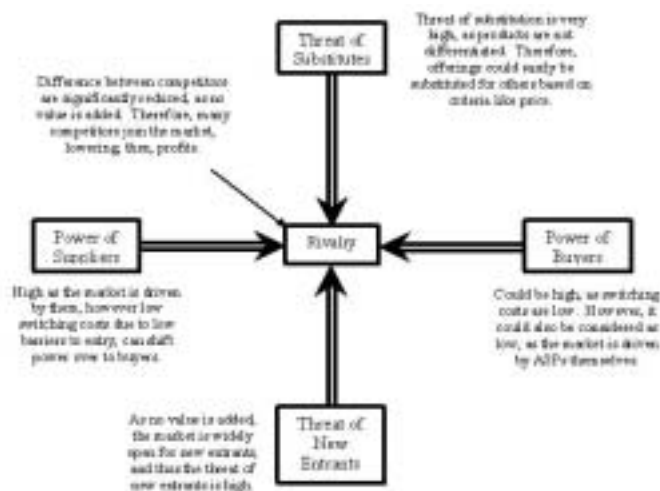 Threat of
Substitutes
Threat of substitution is very
high, as products are not
differentiated. Therefore,
offerings could easily be
substituted for others based on
criteria like price.
Difference between competitors
are significantly reduced, as no
value is added. Therefore, many
competitors join the market,
lowering, then, profits.
Power of
Suppliers
Rivalry
Power of
Buyers
High as the market is driven
by them, however low
switching costs due to low
barriers to entry, can shift
power over to buyers.
Could be high, as switching
costs are low. However, it
could also be considered as
low, as the market is driven
by ASPs themselves
As no value is added,
the market is widely
open for new entrants,
and thus the threat of
new entrants is high.
Threat of
New
Entrants